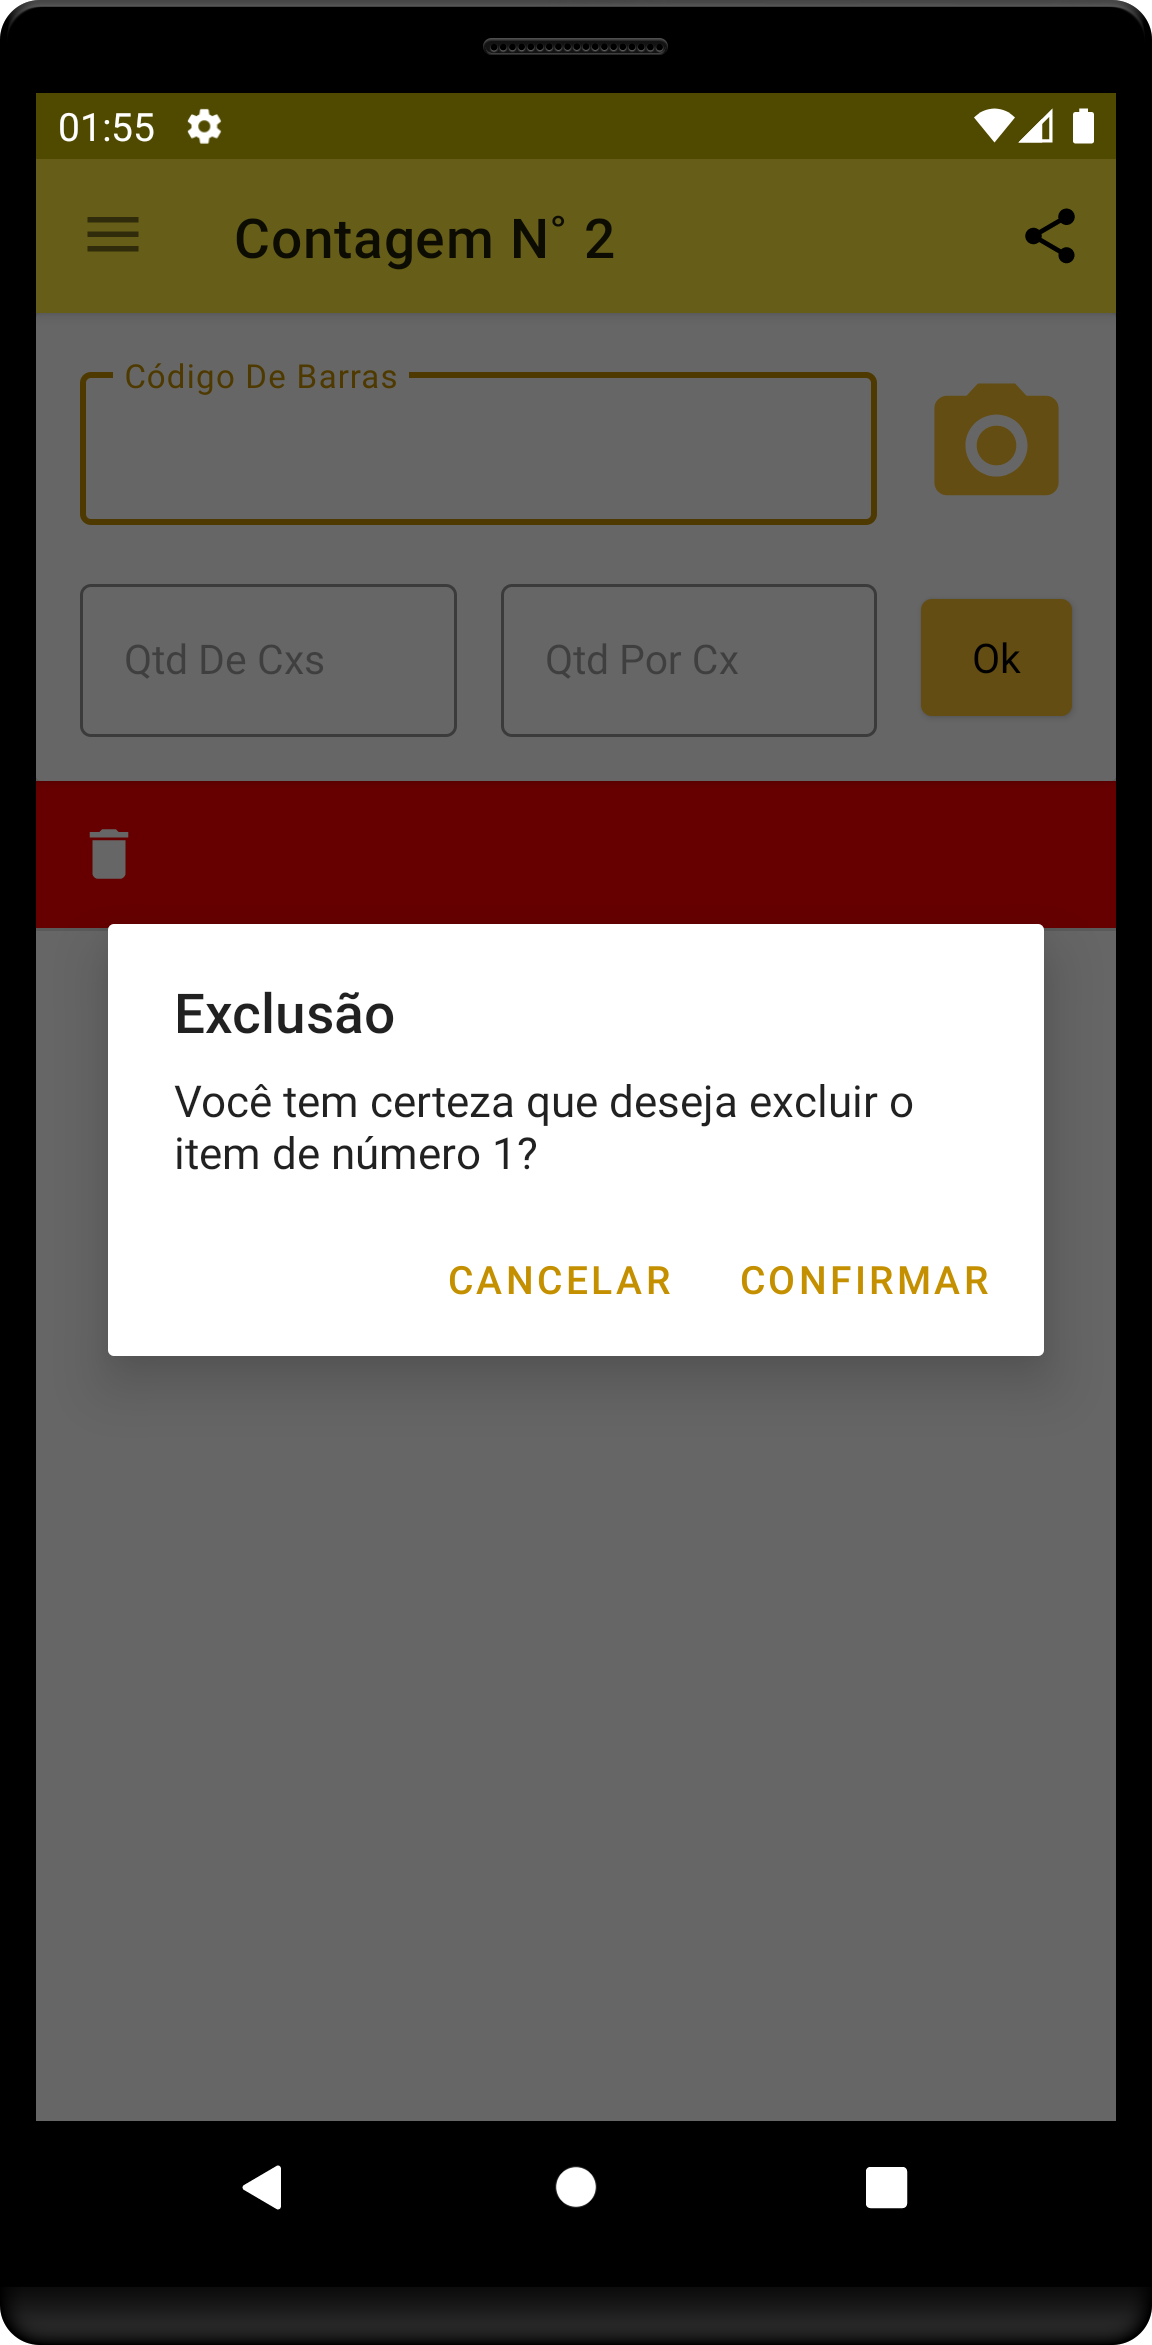 01:55
Contagem N° 2
Código De Barras
Qtd De Cxs
Qtd Por Cx
Ok
Exclusão
Você tem certeza que deseja excluir o
item de número 1?
CANCELAR
CONFIRMAR